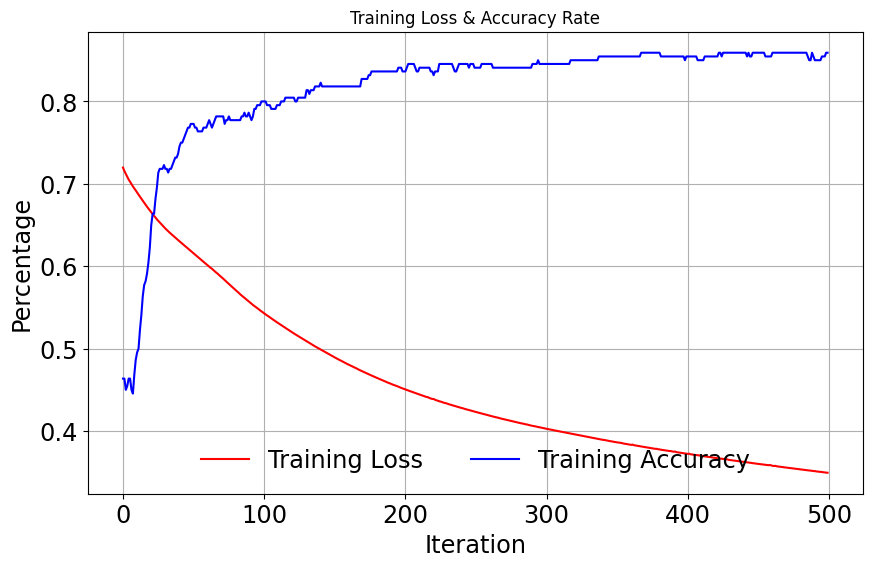 Training Loss & Accuracy Rate
Percentage
0.8
0.7
0.6
0.5
0.4
Training Loss Training Accuracy
0 100 200 300 400 500
Iteration